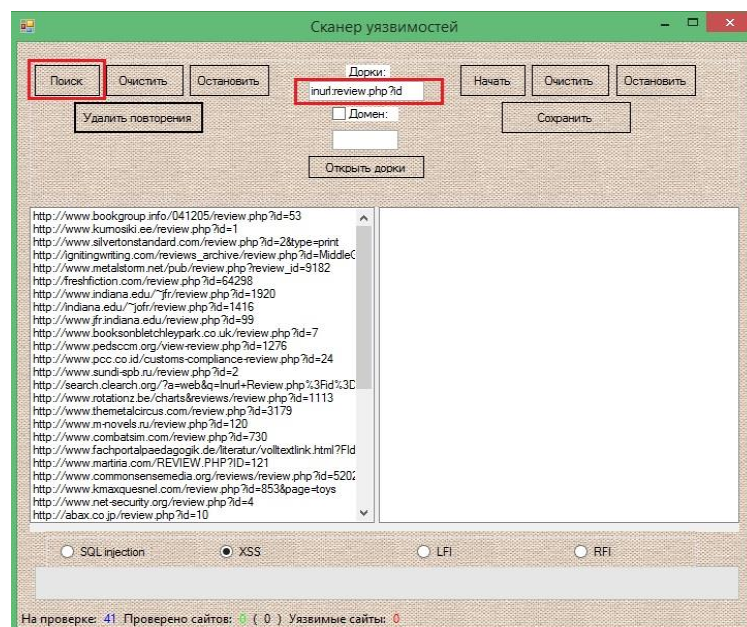 Сканер уязвимостей
Дорки:
Поиск Очистить Остановить inurl:review.php?id Начать Очистить Остановить
Удалить повторения Домен: Сохранить
Открыть дорки
http://www.bookgroup.info/041205/review.php?id=53
http://www.kurnosiki.ee/review.php?id=1
http://www.silvertonstandard.com/review.php?id=2&type=print
http://ignitingwriting.com/reviews_archive/review.php?id=MiddleG
http://www.metalstorm.net/pub/review.php?review_id=9182
http://freshfiction.com/review.php?id=64298
http://www.indiana.edu/~jfr/review.php?id=1920
http://indiana.edu/~jofr/review.php?id=1416
http://www.jfr.indiana.edu/review.php?id=99
http://www.booksonbletchleypark.co.uk/review.php?id=7
http://www.pedsccm.org/view-review.php?id=1276
http://www.pcc.co.id/customs-compliance-review.php?id=24
http://www.sundi-spb.ru/review.php?id=2
http://search.clearch.org/?a=web&q=Inurl+Review.php%3Fid%3D
http://www.rotationz.be/charts&reviews/review.php?id=1113
http://www.themetalcircus.com/review.php?id=3179
http://www.m-novels.ru/review.php?id=120
http://www.combatsim.com/review.php?id=730
http://www.fachportalpaedagogik.de/literatur/volltextlink.html?FId
http://www.martiria.com/REVIEW.PHP?ID=121
http://www.commonsensemedia.org/reviews/review.php?id=5202
http://www.kmaxquesnel.com/review.php?id=853&page=toys
http://www.net-security.org/review.php?id=4
http://abax.co.jp/review.php?id=10
SQL injection XSS LFI RFI
На проверке: 41 Проверено сайтов: 0 ( 0 ) Уязвимые сайты: 0